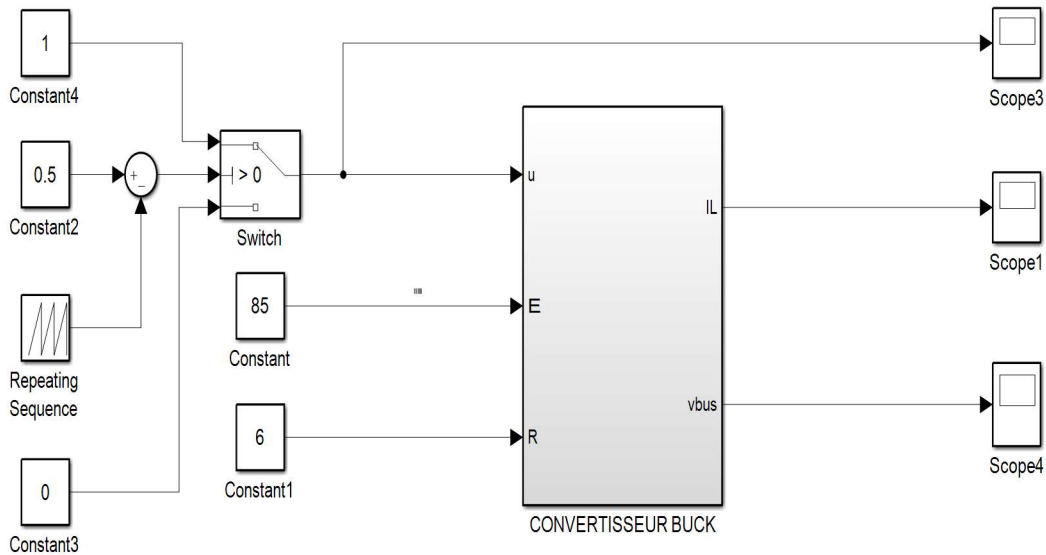 1
Constant4
Scope3
0.5
Constant2
+
−
> 0
Switch
u
IL
Scope1
85
Constant
E
Repeating
Sequence
6
Constant1
R
vbus
Scope4
0
Constant3
CONVERTISSEUR BUCK